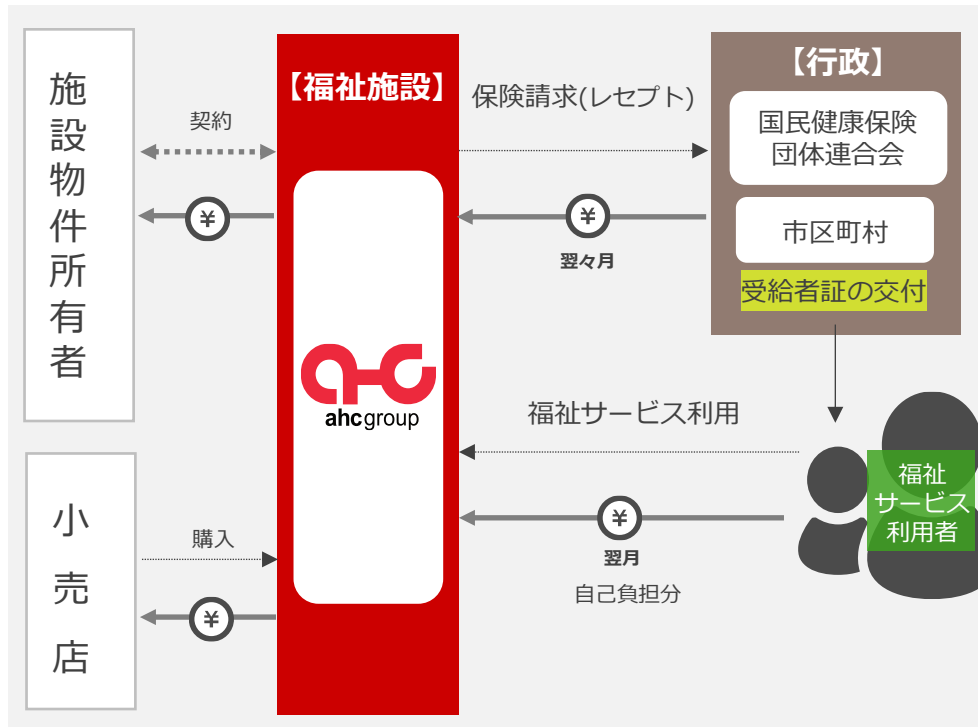 施設物件所有者
契約
¥
小売店
購入
¥
【福祉施設】
ahcgroup
保険請求(レセプト)
¥
翌々月
福祉サービス利用
¥
翌月
自己負担分
【行政】
国民健康保険
団体連合会
市区町村
受給者証の交付
福祉
サービス
利用者